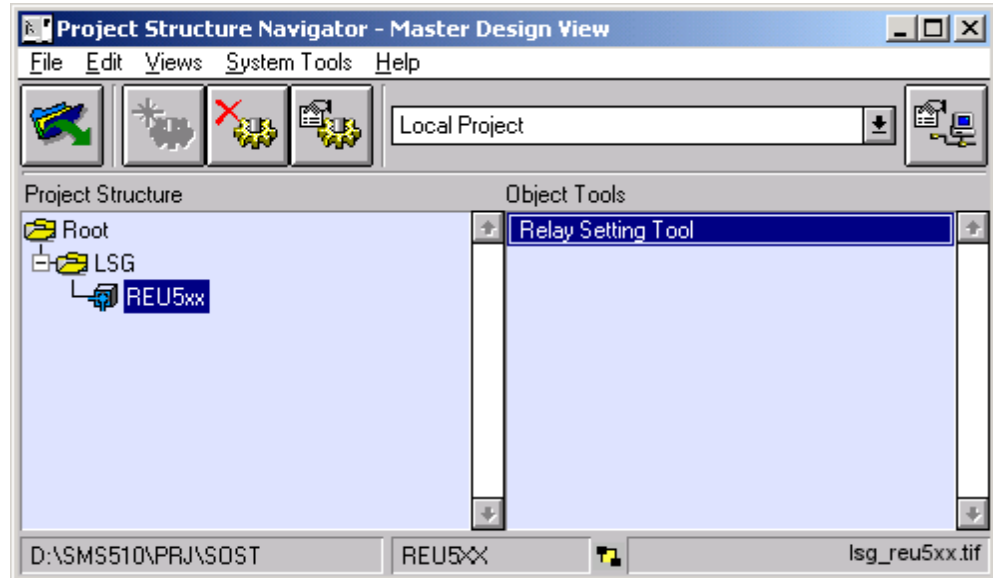 Project Structure Navigator - Master Design View
File Edit Views System Tools Help
Local Project
Project Structure
Object Tools
Root
LSG
REU5xx
Relay Setting Tool
D:\SMS510\PRJ\SOST
REU5XX
lsg_reu5xx.tif